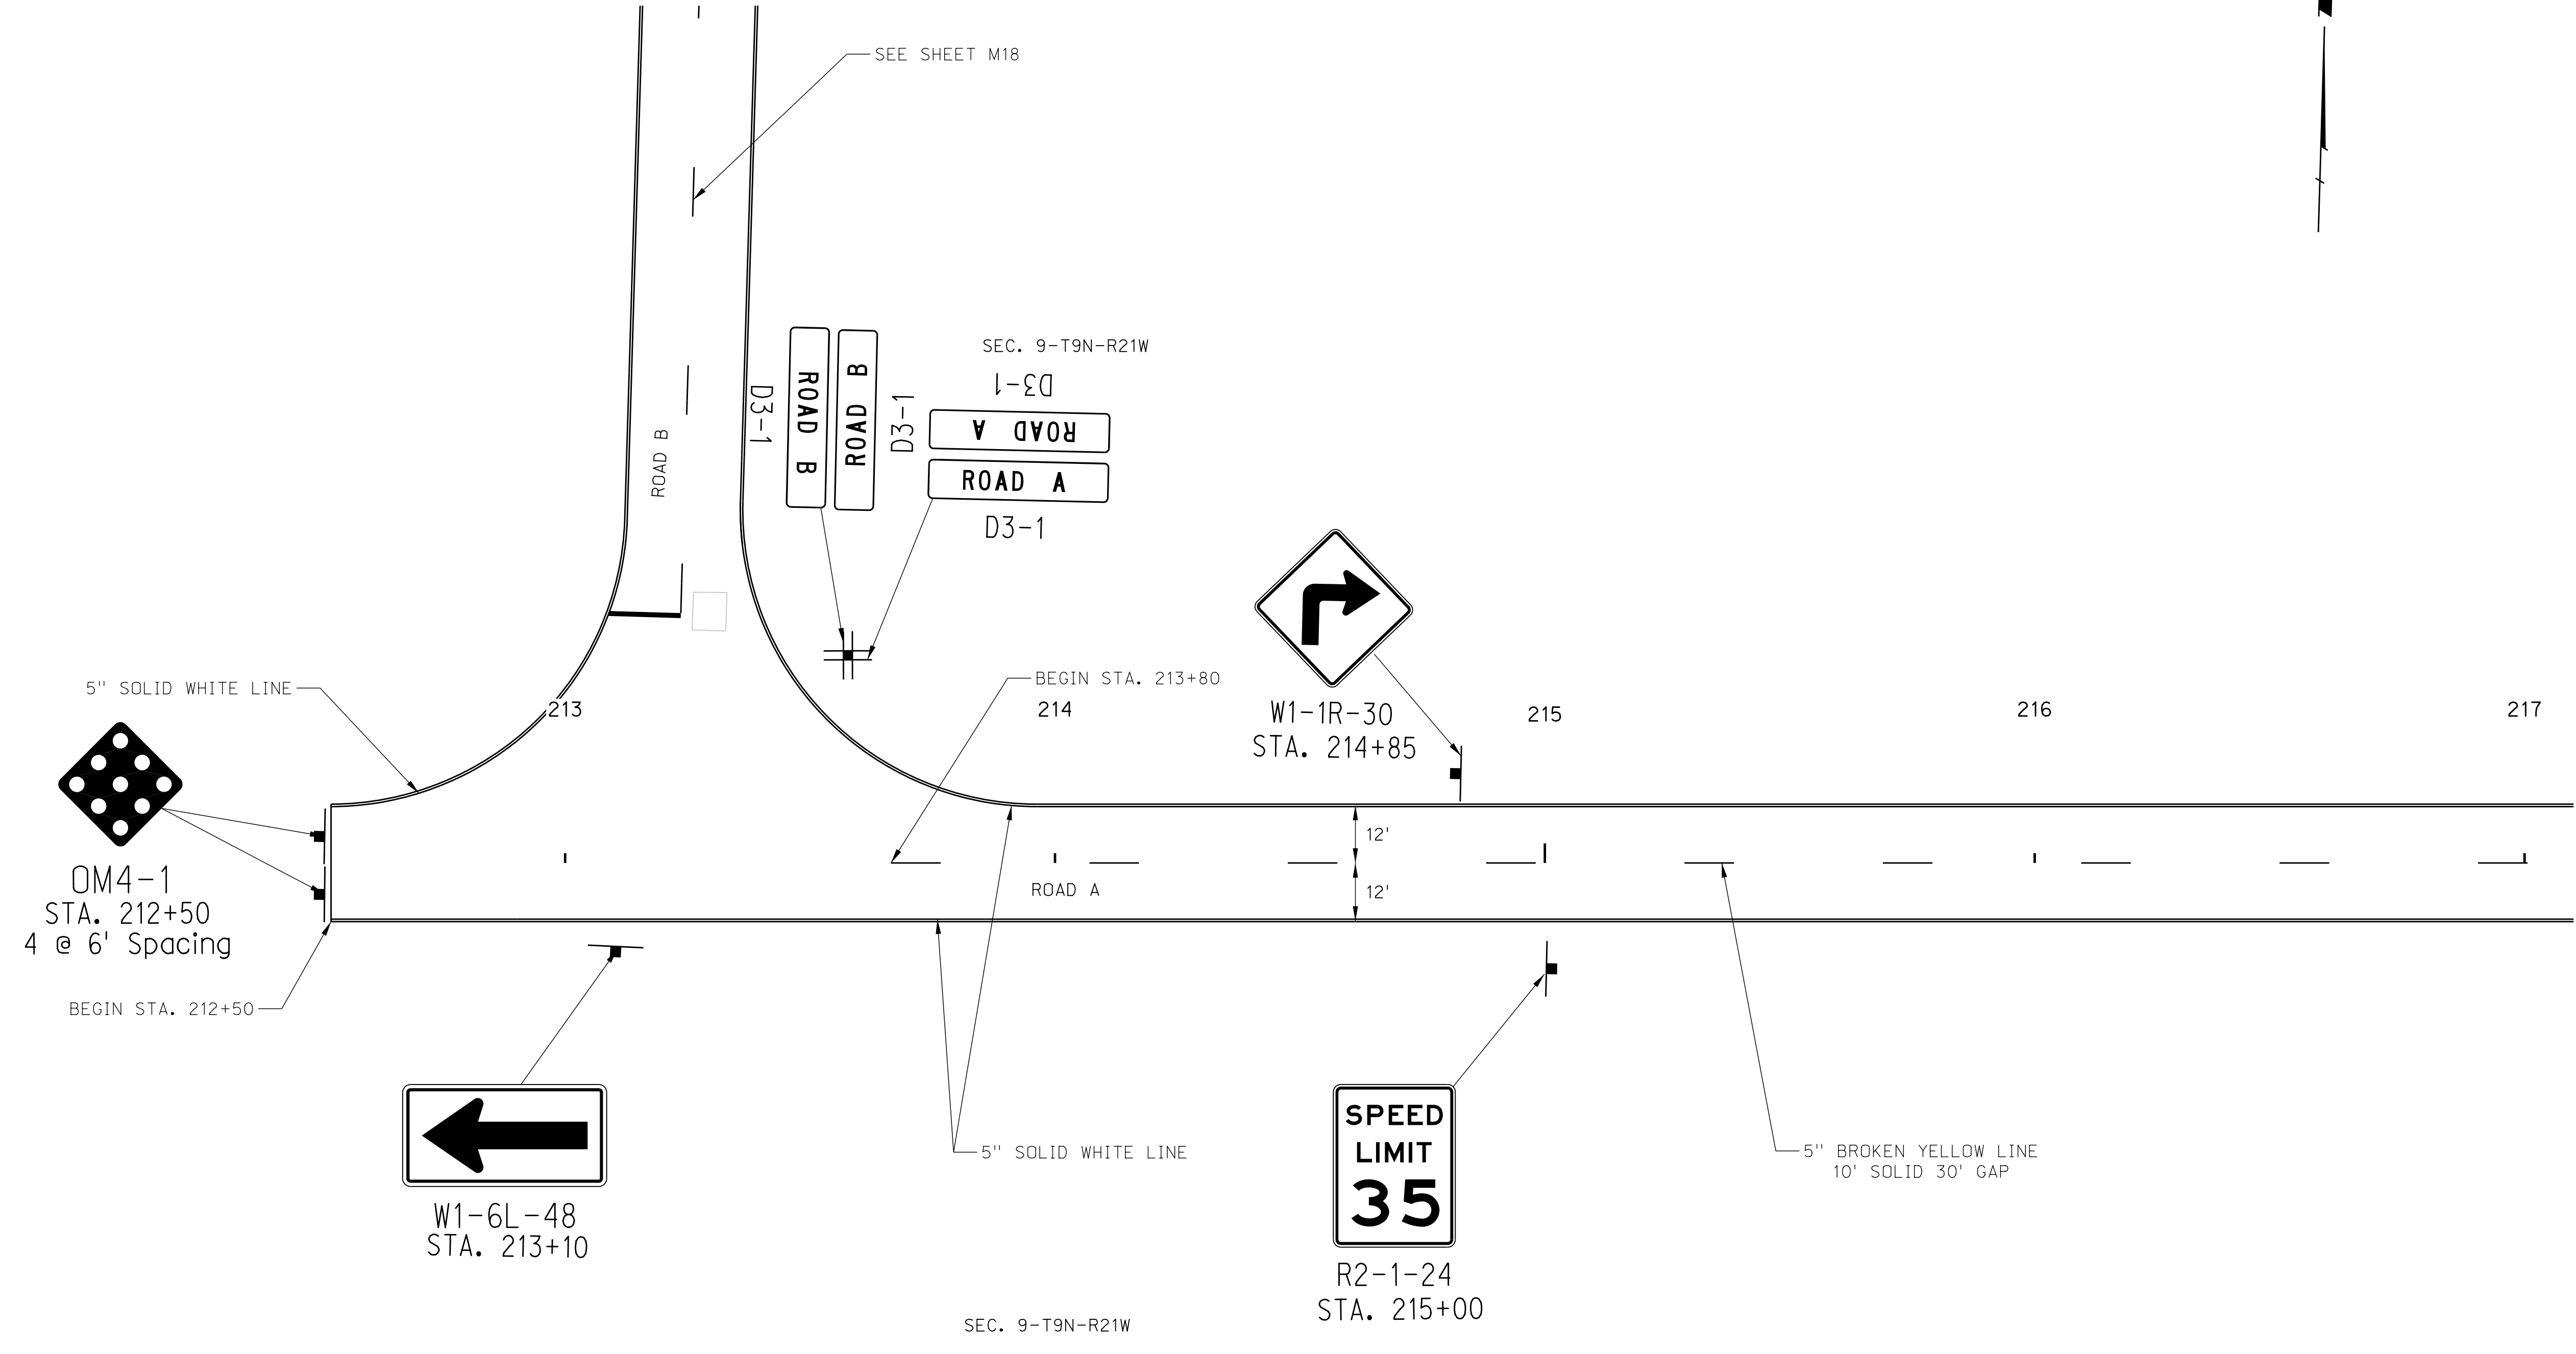 SEE SHEET M18
SEC. 9-T9N-R21W
D3-1
ROAD B
ROAD B
D3-1
D3-1
ROAD A
ROAD A
D3-1
ROAD B
5" SOLID WHITE LINE
213
BEGIN STA. 213+80
214
W1-1R-30
STA. 214+85
215
216
217
OM4-1
STA. 212+50
4 @ 6' Spacing
BEGIN STA. 212+50
12'
12'
ROAD A
W1-6L-48
STA. 213+10
5" SOLID WHITE LINE
SPEED
LIMIT
35
R2-1-24
STA. 215+00
5" BROKEN YELLOW LINE
10' SOLID 30' GAP
SEC. 9-T9N-R21W